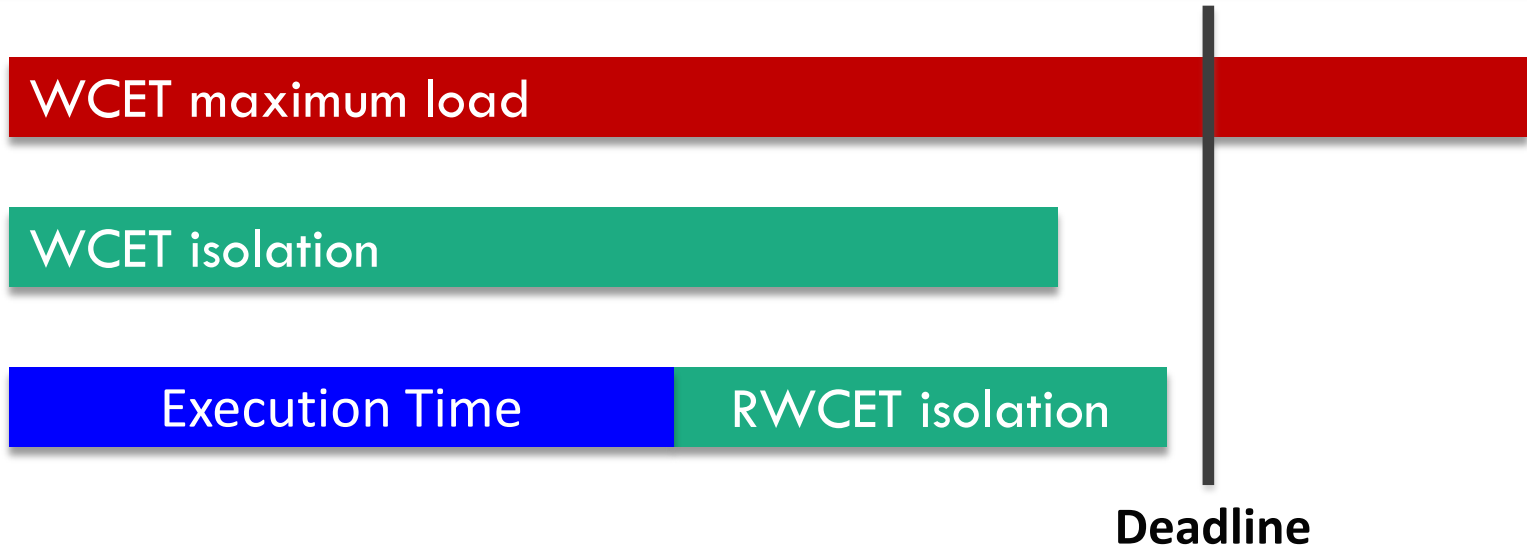 WCET maximum load
WCET isolation
Execution Time
RWCET isolation
Deadline